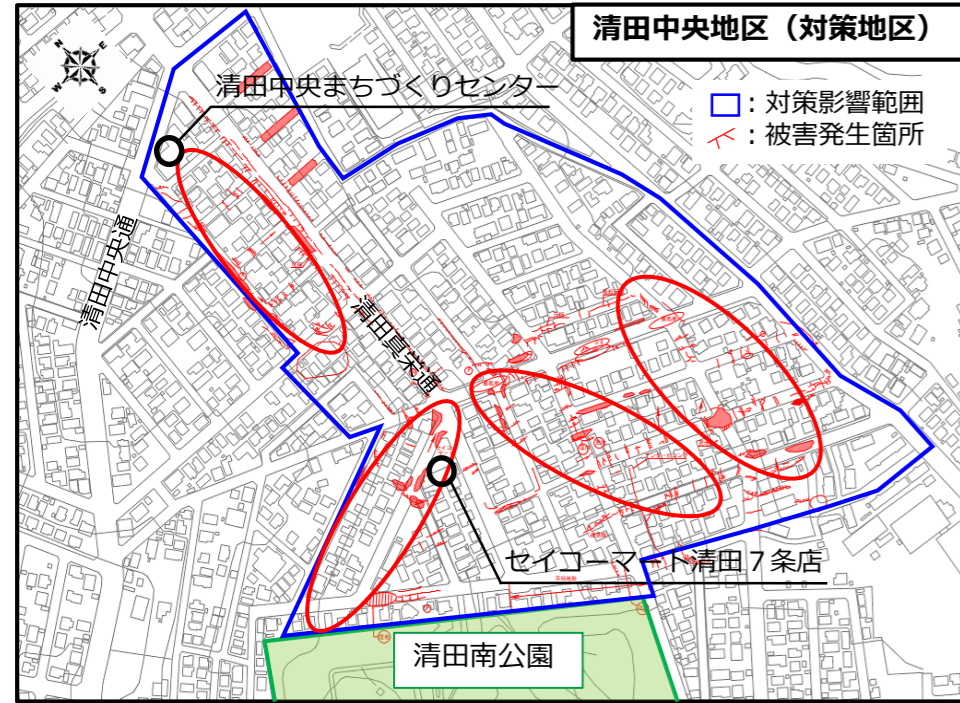 清田中央地区（対策地区）
N
E
W
S
清田中央まちづくりセンター
：対策影響範囲
：被害発生箇所
清田中央通
清田真栄通
セイコーマート清田７条店
清田南公園